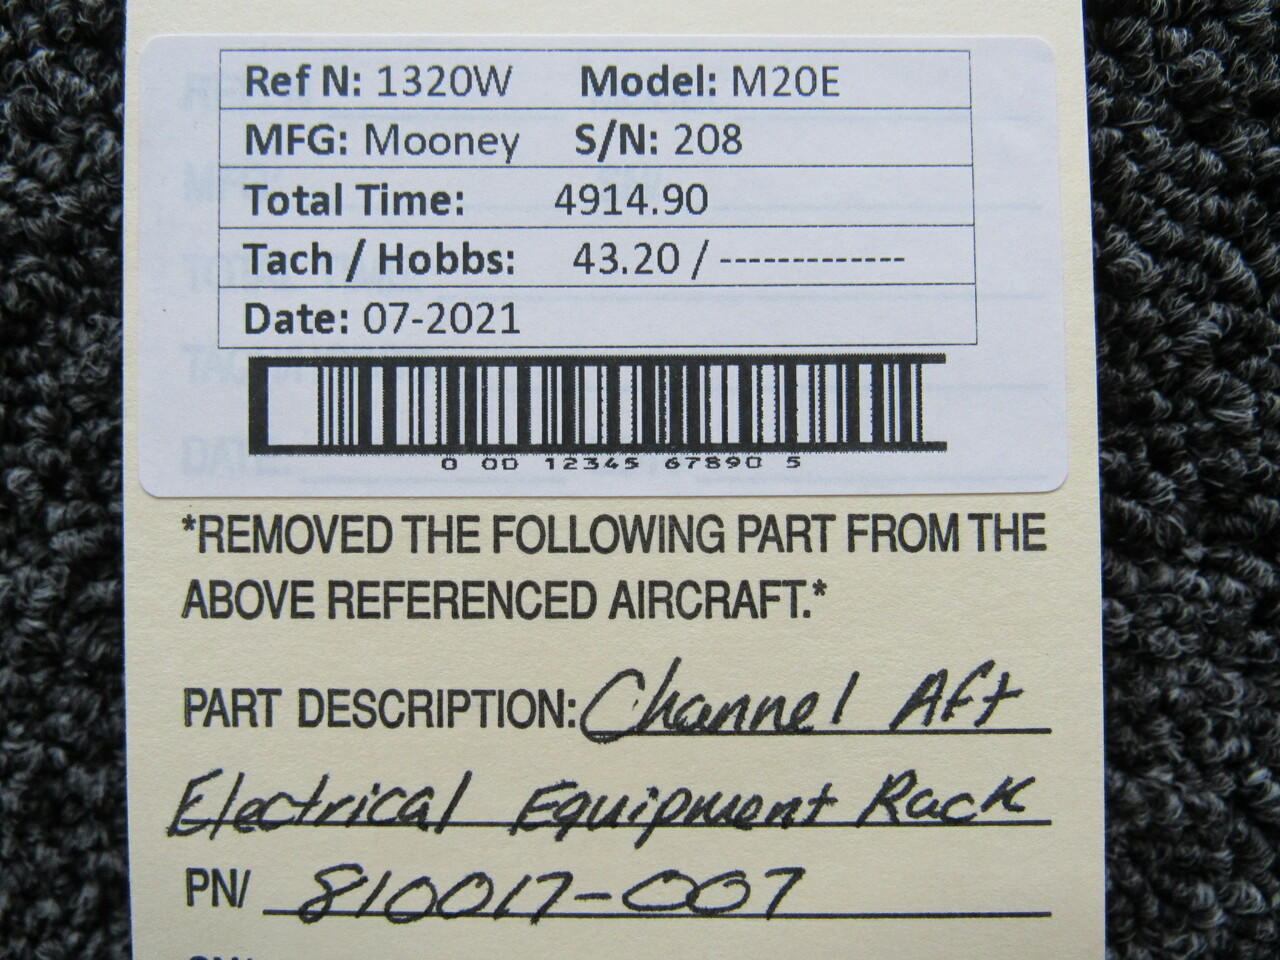 Ref N: 1320W Model: M20E
MFG: Mooney S/N: 208
Total Time: 4914.90
Tach / Hobbs: 43.20 / -------------
Date: 07-2021
0 00 12345 67890 5
*REMOVED THE FOLLOWING PART FROM THE
ABOVE REFERENCED AIRCRAFT.*
PART DESCRIPTION: Channel Aft
Electrical Equipment Rack
PN/ 810017-007